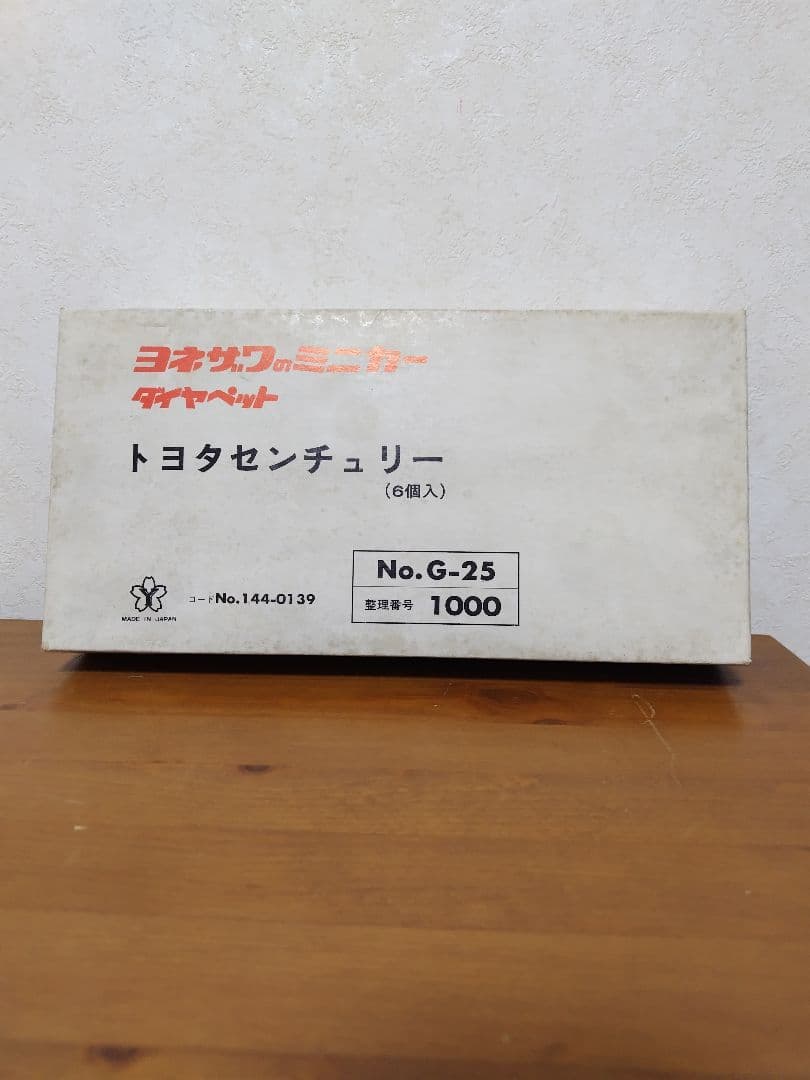 ヨネザワのミニカー
ダイヤペット
トヨタセンチュリー
(6個入)
No.G-25
コードNo.144-0139
整理番号 1000
Y
MADE IN JAPAN